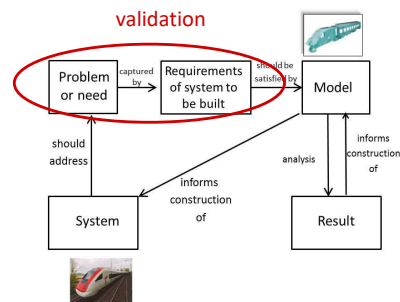 validation
Problem
or need
captured
by
Requirements
of system to
be built
should be
satisfied by
Model
should
address
informs
construction
of
analysis
informs
construction
of
System
Result